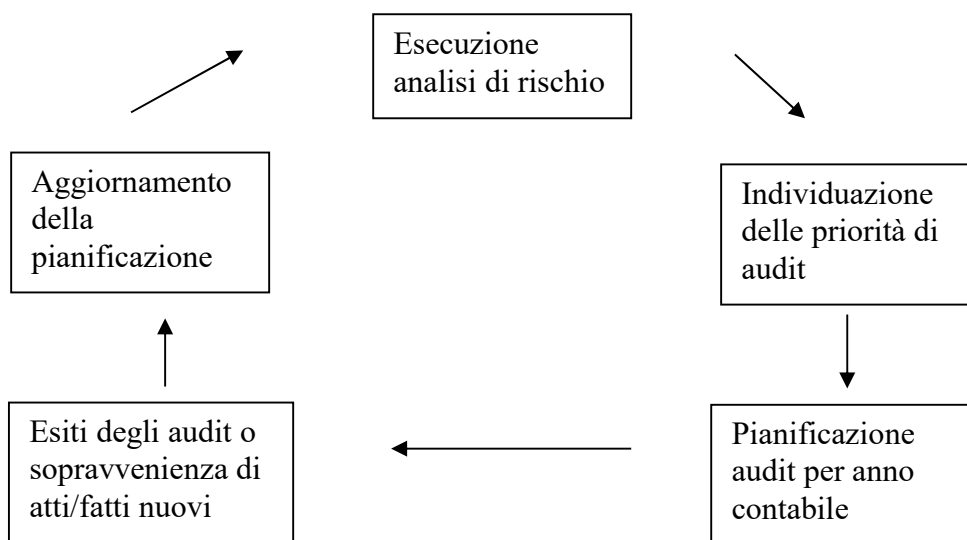 Esecuzione
analisi di rischio
Aggiornamento
della
pianificazione
Individuazione
delle priorità di
audit
Esiti degli audit o
sopravvenienza di
atti/fatti nuovi
Pianificazione
audit per anno
contabile